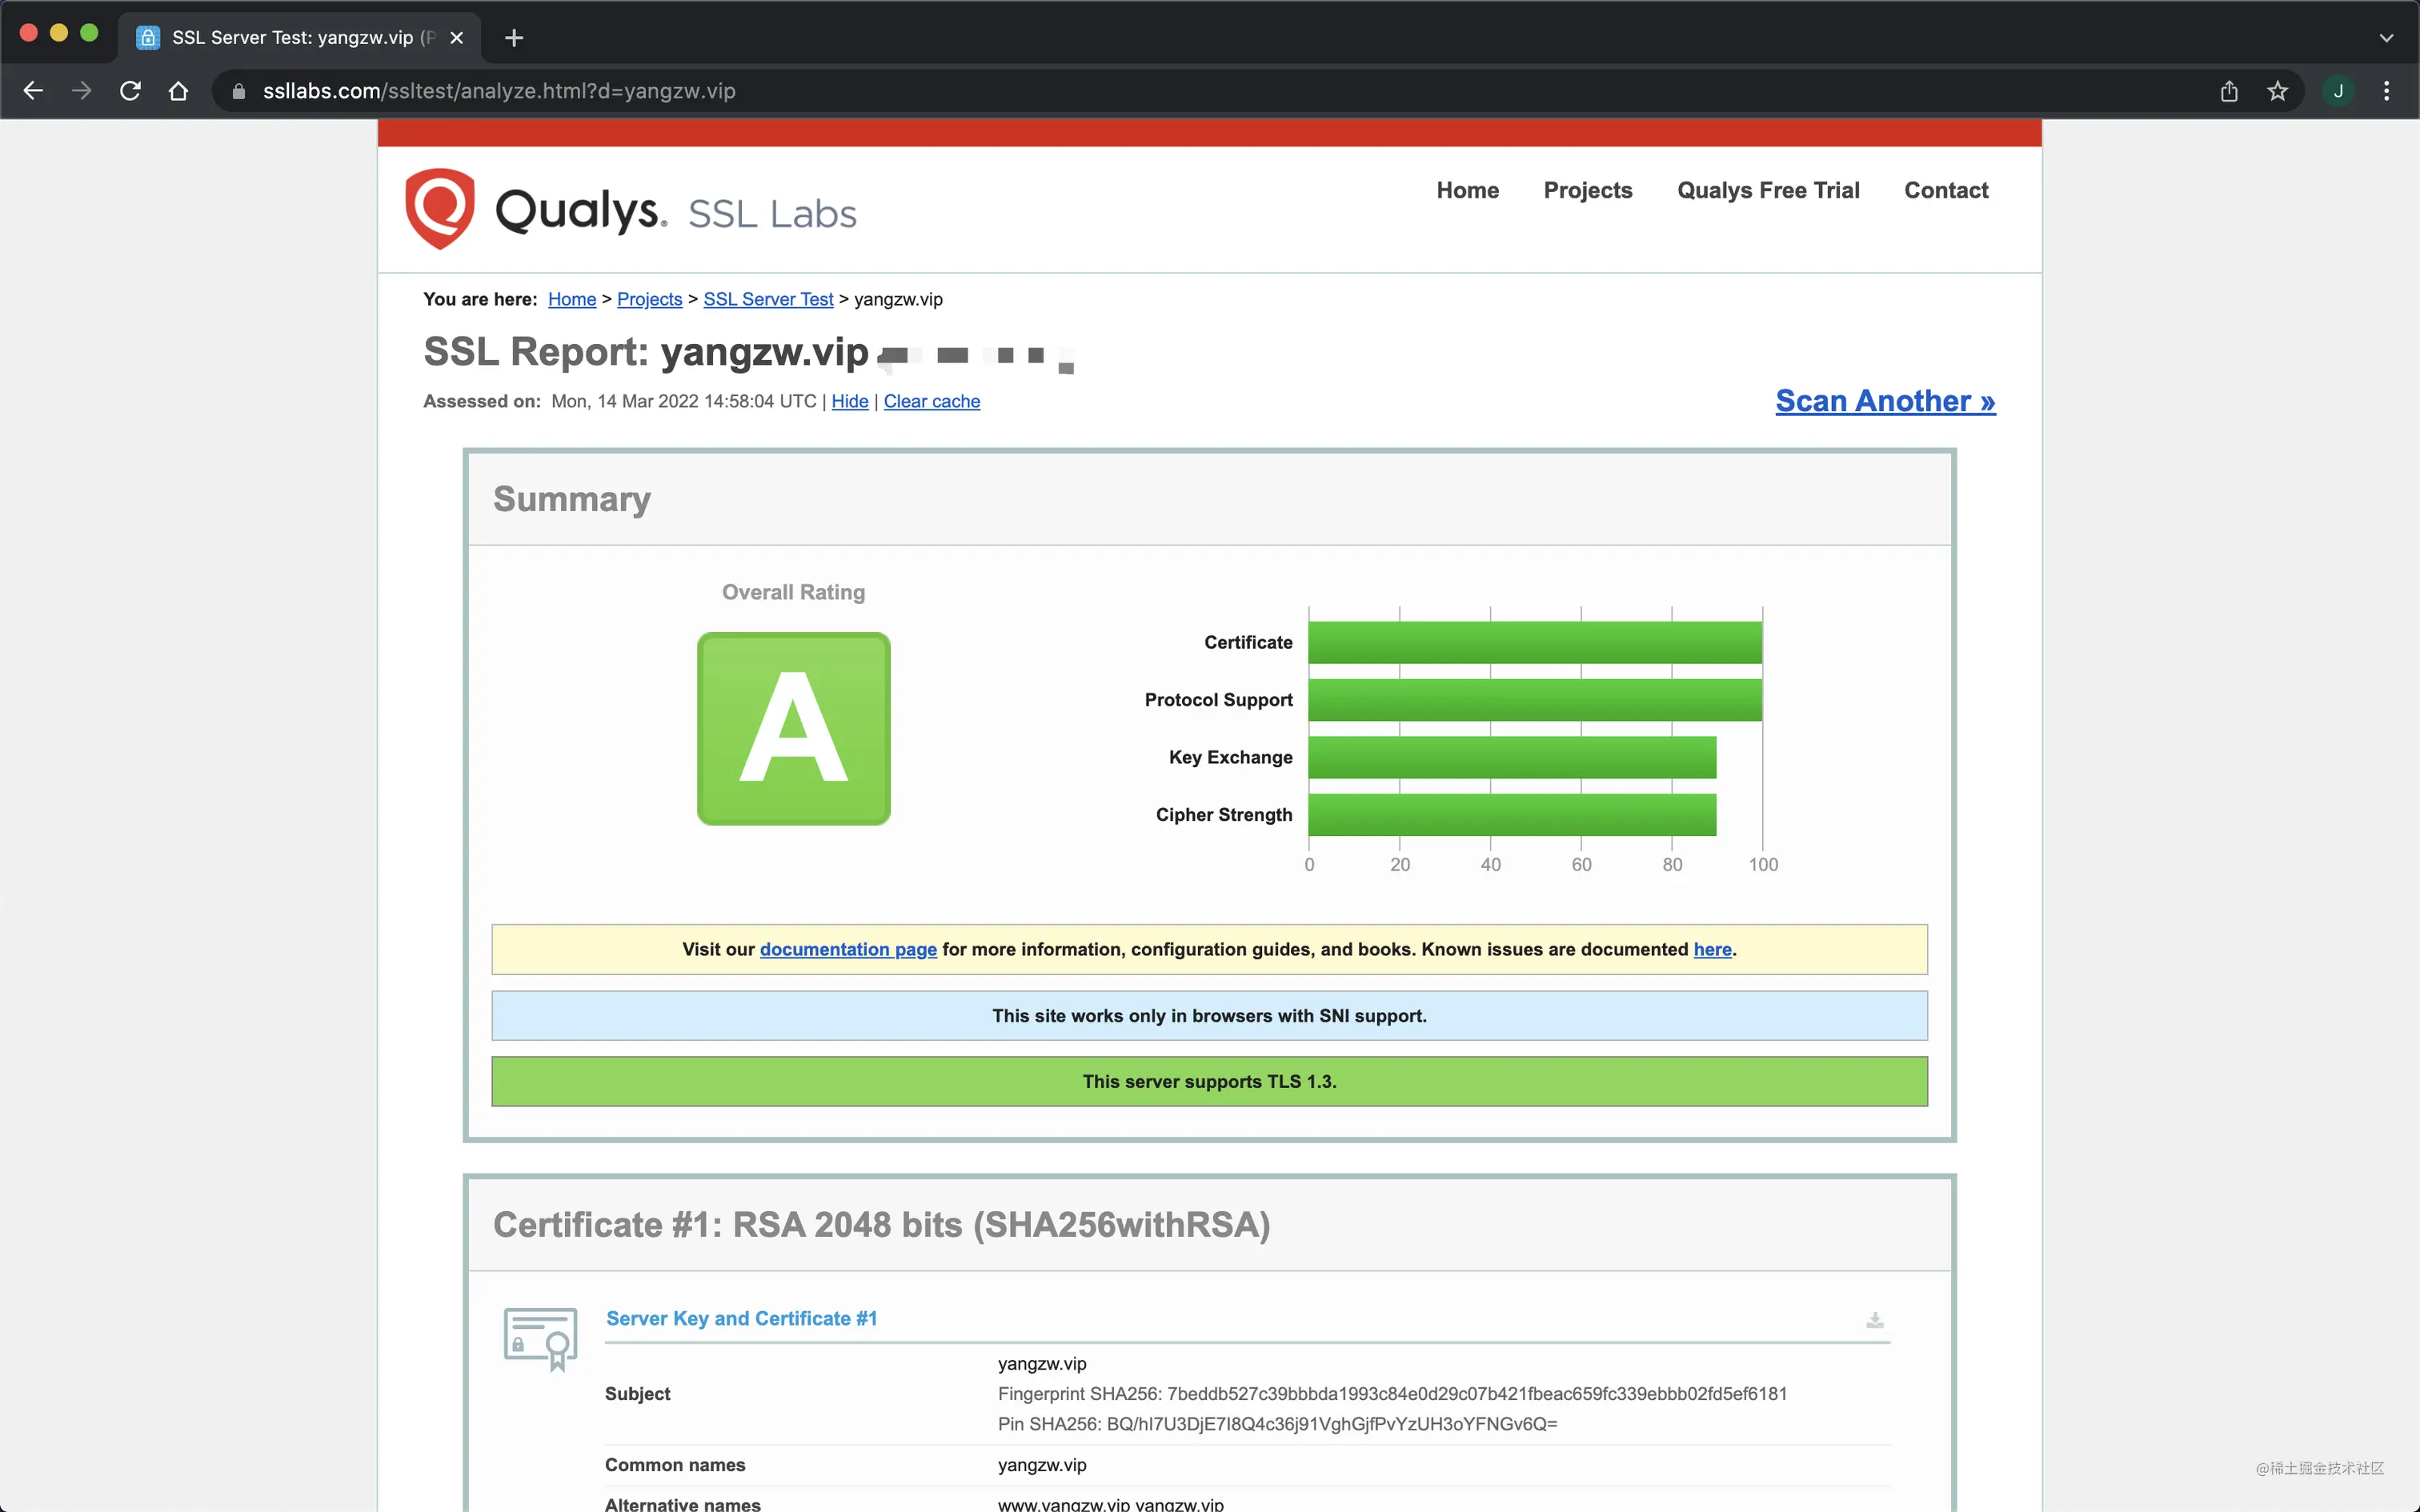 SSL Server Test: yangzw.vip (P
ssllabs.com/ssltest/analyze.html?d=yangzw.vip
J
Qualys. SSL Labs
Home Projects Qualys Free Trial Contact
You are here: Home > Projects > SSL Server Test > yangzw.vip
SSL Report: yangzw.vip
Assessed on: Mon, 14 Mar 2022 14:58:04 UTC | Hide | Clear cache
Scan Another »
Summary
Overall Rating
A
Certificate
Protocol Support
Key Exchange
Cipher Strength
0 20 40 60 80 100
Visit our documentation page for more information, configuration guides, and books. Known issues are documented here.
This site works only in browsers with SNI support.
This server supports TLS 1.3.
Certificate #1: RSA 2048 bits (SHA256withRSA)
Server Key and Certificate #1
Subject
yangzw.vip
Fingerprint SHA256: 7beddb527c39bbbda1993c84e0d29c07b421fbeac659fc339ebbb02fd5ef6181
Pin SHA256: BQ/hI7U3DjE7I8Q4c36j91VghGjfPvYzUH3oYFNGv6Q=
Common names yangzw.vip
Alternative names www.yangzw.vip yangzw.vip
@稀土掘金技术社区